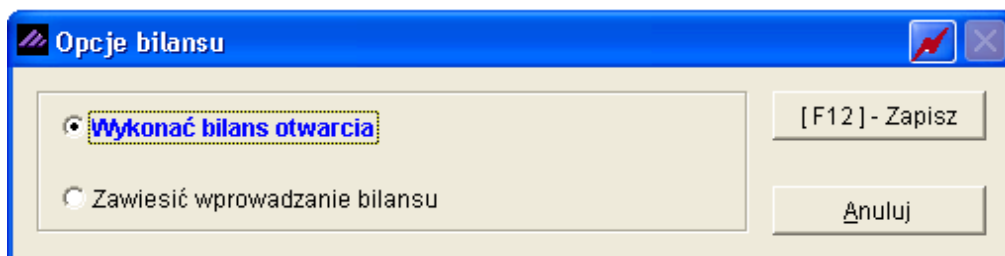 Opcje bilansu
Wykonać bilans otwarcia
[ F12 ] - Zapisz
Zawiesić wprowadzanie bilansu
Anuluj